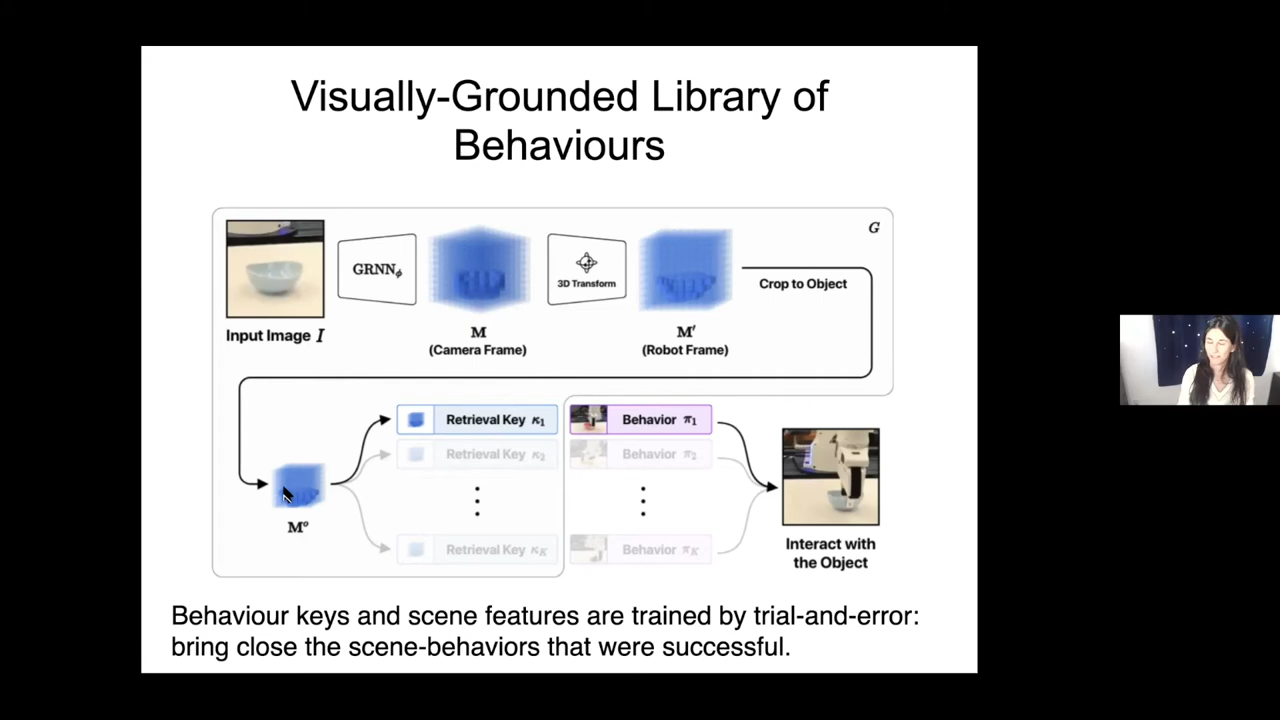 Visually-Grounded Library of
Behaviours
G
GRNNϕ
3D Transform
Crop to Object
Input Image I
M
(Camera Frame)
M′
(Robot Frame)
Retrieval Key κ1
Behavior π1
Retrieval Key κ2
Behavior π2
Mᵒ
Retrieval Key κK
Behavior πK
Interact with
the Object
Behaviour keys and scene features are trained by trial-and-error:
bring close the scene-behaviors that were successful.